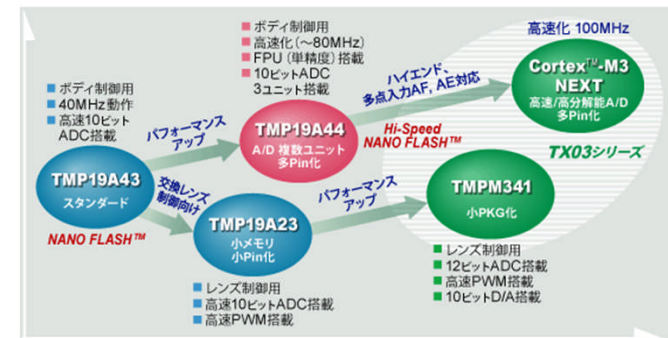 高速化 100MHz
■ ボディ制御用
■ 高速化(～80MHz)
■ FPU(単精度)搭載
■ 10ビットADC
3ユニット搭載
ハイエンド、
多点入力AF, AE対応
Cortex™-M3
NEXT
高速/高分解能A/D
多Pin化
■ ボディ制御用
■ 40MHz動作
■ 高速10ビット
ADC搭載
パフォーマンス
アップ
TMP19A44
A/D 複数ユニット
多Pin化
Hi-Speed
NANO FLASH™
TX03シリーズ
TMP19A43
スタンダード
NANO FLASH™
交換レンズ
制御向け
TMP19A23
小メモリ
小Pin化
パフォーマンス
アップ
TMPM341
小PKG化
■ レンズ制御用
■ 高速10ビットADC搭載
■ 高速PWM搭載
■ レンズ制御用
■ 12ビットADC搭載
■ 高速PWM搭載
■ 10ビットD/A搭載